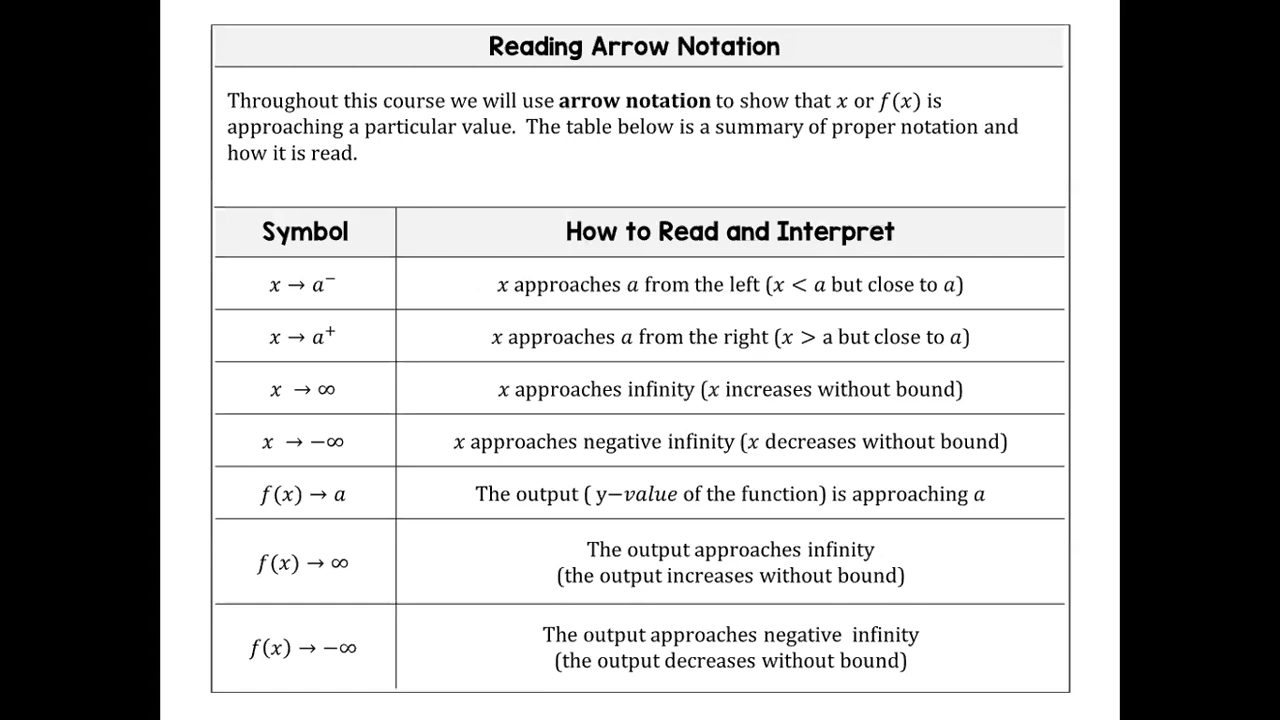 Reading Arrow Notation
Throughout this course we will use arrow notation to show that x or f(x) is
approaching a particular value. The table below is a summary of proper notation and
how it is read.
Symbol How to Read and Interpret
x → a⁻ x approaches a from the left (x < a but close to a)
x → a⁺ x approaches a from the right (x > a but close to a)
x → ∞ x approaches infinity (x increases without bound)
x → −∞ x approaches negative infinity (x decreases without bound)
f(x) → a The output ( y−value of the function) is approaching a
f(x) → ∞ The output approaches infinity
(the output increases without bound)
f(x) → −∞ The output approaches negative infinity
(the output decreases without bound)